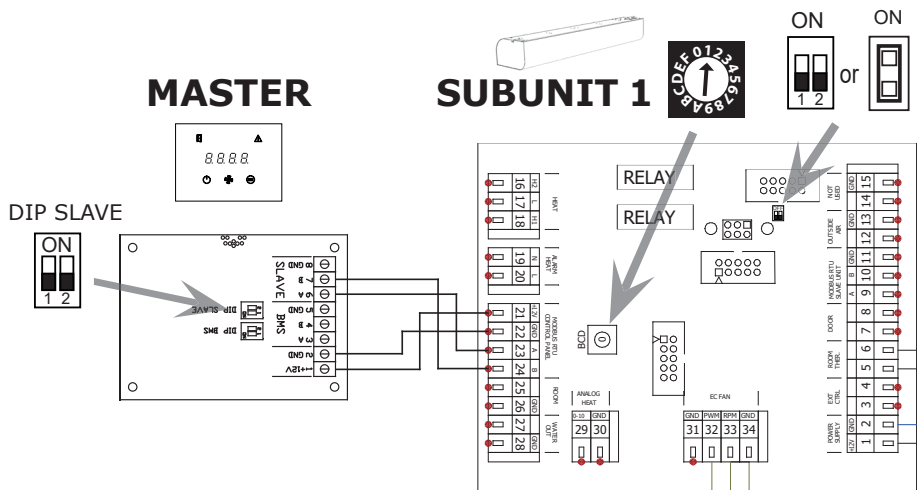 ON
ON
0123456789ABCDEF
1 2
or
MASTER
SUBUNIT 1
8.8.8.8.
DIP SLAVE
ON
1 2
SLAVE
8 GND
7 B
6 A
BMS
5 GND
4 B
3 A
2 GND
1 +12V
DIP SLAVE
DIP BMS
RELAY
RELAY
16 H2
17 L
18 H1
HEAT
19 N
20 L
ALARM HEAT
21 +12V
22 GND
23 A
24 B
MODBUS RTU
CONTROL PANEL
25
26 GND
ROOM
27
28 GND
WATER
OUT
BCD
0
ANALOG
HEAT
0-10 GND
29 30
EC FAN
GND PWM RPM GND
31 32 33 34
NOT
USED
GND 15
14
OUTSIDE
AIR
GND 13
12
MODBUS RTU
SLAVE UNIT
GND 11
B 10
A 9
DOOR
8
7
ROOM
THER.
6
5
EXT
CTRL
4
3
POWER
SUPPLY
GND 2
+12V 1